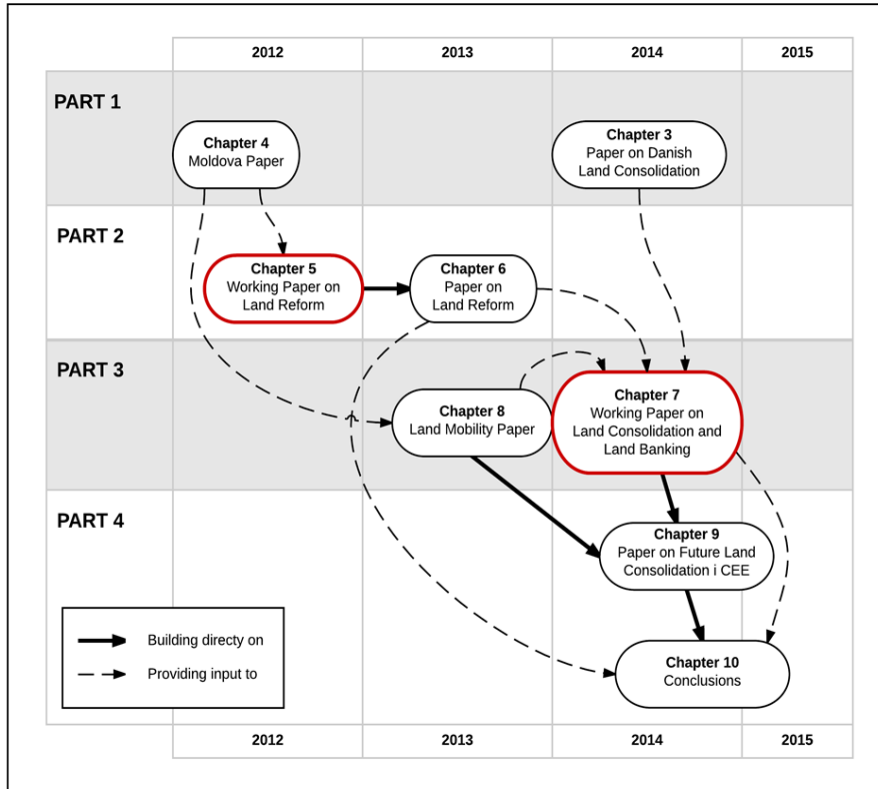 2012 2013 2014 2015
PART 1
Chapter 4
Moldova Paper
Chapter 3
Paper on Danish
Land Consolidation
PART 2
Chapter 5
Working Paper on
Land Reform
Chapter 6
Paper on
Land Reform
PART 3
Chapter 8
Land Mobility Paper
Chapter 7
Working Paper on
Land Consolidation and
Land Banking
PART 4
Chapter 9
Paper on Future Land
Consolidation i CEE
Building directy on
Providing input to
Chapter 10
Conclusions
2012 2013 2014 2015